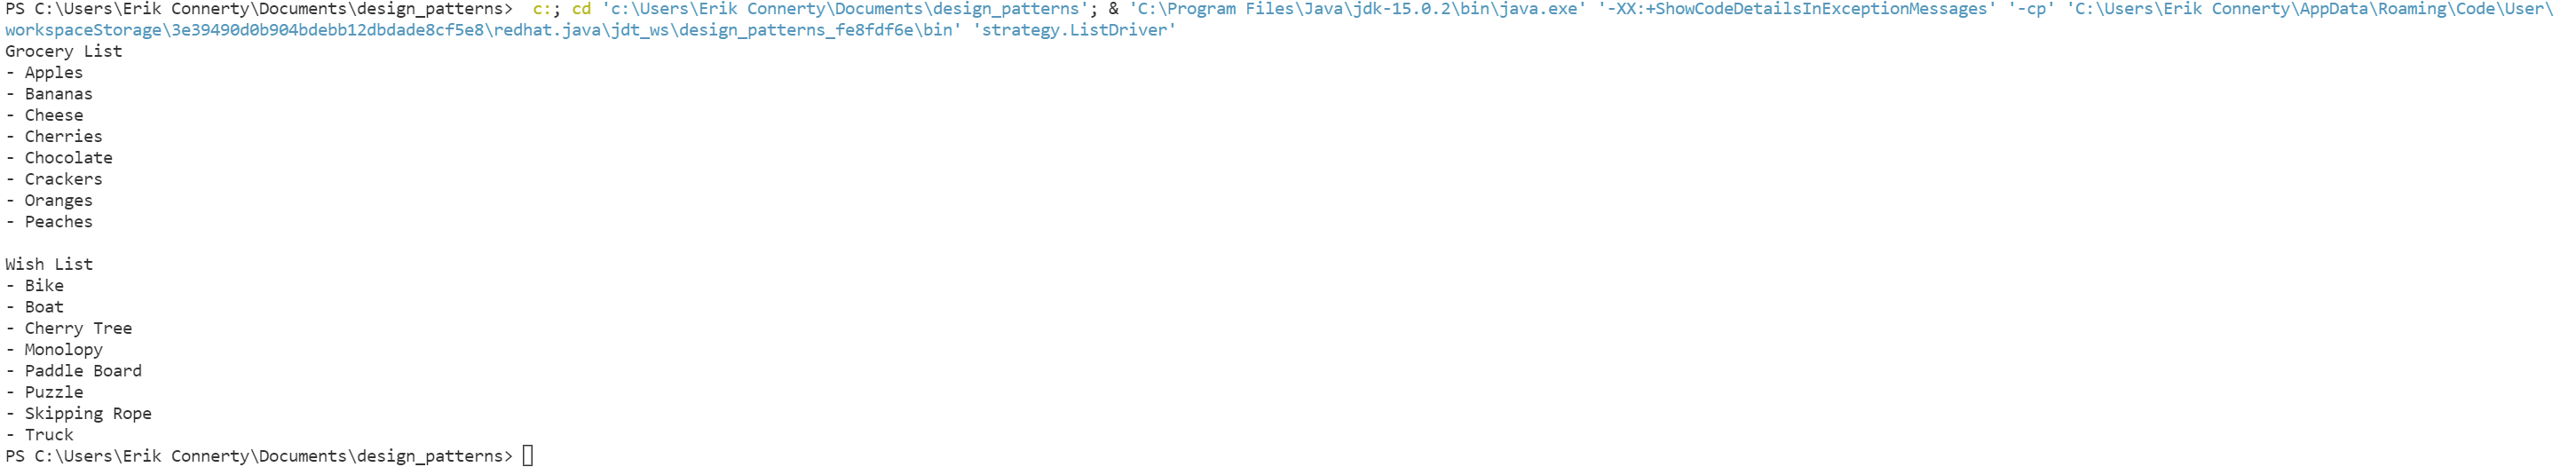 PS C:\Users\Erik Connerty\Documents\design_patterns>  c:; cd 'c:\Users\Erik Connerty\Documents\design_patterns'; & 'C:\Program Files\Java\jdk-15.0.2\bin\java.exe' '-XX:+ShowCodeDetailsInExceptionMessages' '-cp' 'C:\Users\Erik Connerty\AppData\Roaming\Code\User\
workspaceStorage\3e39490d0b904bdebb12dbdade8cf5e8\redhat.java\jdt_ws\design_patterns_fe8fdf6e\bin' 'strategy.ListDriver'
Grocery List
- Apples
- Bananas
- Cheese
- Cherries
- Chocolate
- Crackers
- Oranges
- Peaches
Wish List
- Bike
- Boat
- Cherry Tree
- Monolopy
- Paddle Board
- Puzzle
- Skipping Rope
- Truck
PS C:\Users\Erik Connerty\Documents\design_patterns>